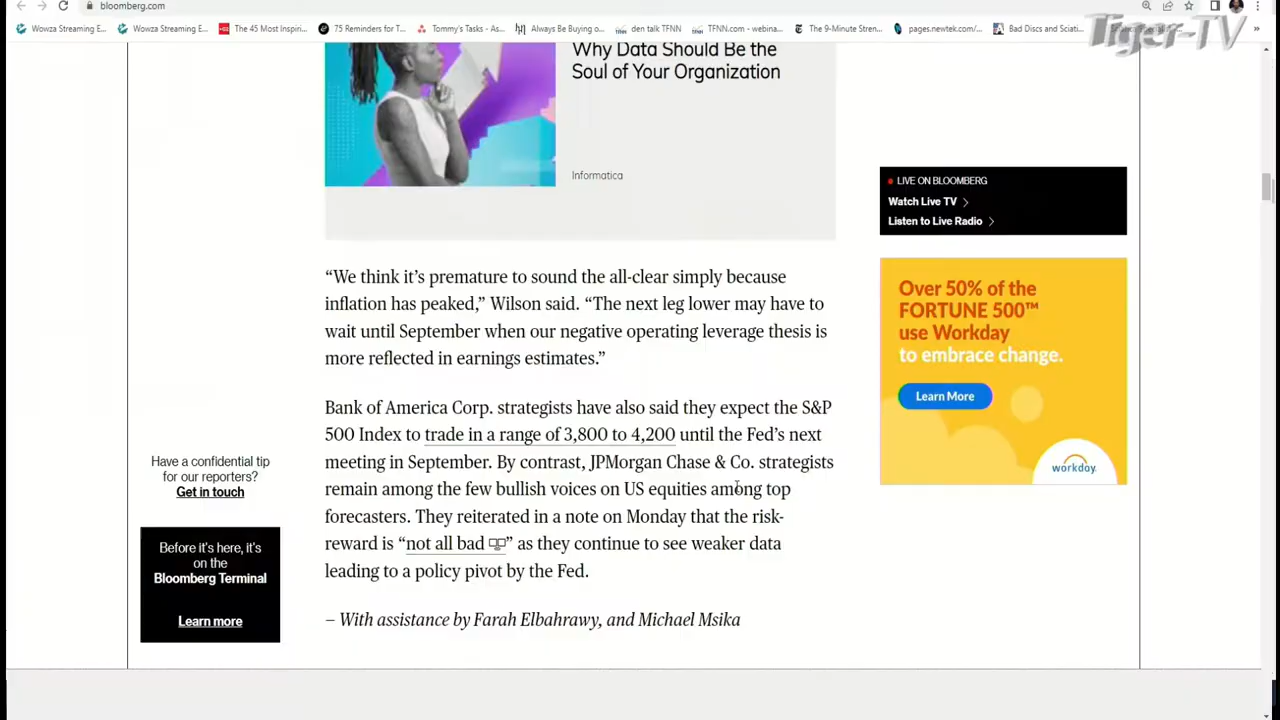 bloomberg.com
Wowza Streaming E...
Wowza Streaming E...
The 45 Most Inspiri...
75 Reminders for T...
Tommy's Tasks - As...
Always Be Buying o...
den talk TFNN
TFNN.com - webina...
The 9-Minute Stren...
pages.newtek.com/...
Bad Discs and Sciati...
Tiger-TV
Why Data Should Be the
Soul of Your Organization
Informatica
LIVE ON BLOOMBERG
Watch Live TV
Listen to Live Radio
“We think it’s premature to sound the all-clear simply because
inflation has peaked,” Wilson said. “The next leg lower may have to
wait until September when our negative operating leverage thesis is
more reflected in earnings estimates.”
Over 50% of the
FORTUNE 500™
use Workday
to embrace change.
Learn More
workday.
Bank of America Corp. strategists have also said they expect the S&P
500 Index to trade in a range of 3,800 to 4,200 until the Fed’s next
meeting in September. By contrast, JPMorgan Chase & Co. strategists
remain among the few bullish voices on US equities among top
forecasters. They reiterated in a note on Monday that the risk-
reward is “not all bad” as they continue to see weaker data
leading to a policy pivot by the Fed.
Have a confidential tip
for our reporters?
Get in touch
Before it’s here, it’s
on the
Bloomberg Terminal
Learn more
– With assistance by Farah Elbahrawy, and Michael Msika